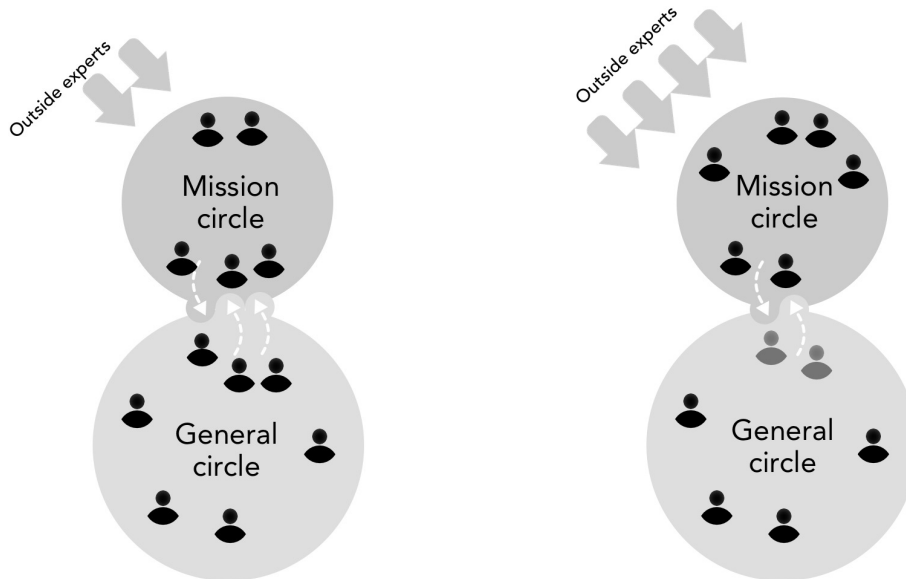 Outside experts
Mission
circle
General
circle
Outside experts
Mission
circle
General
circle